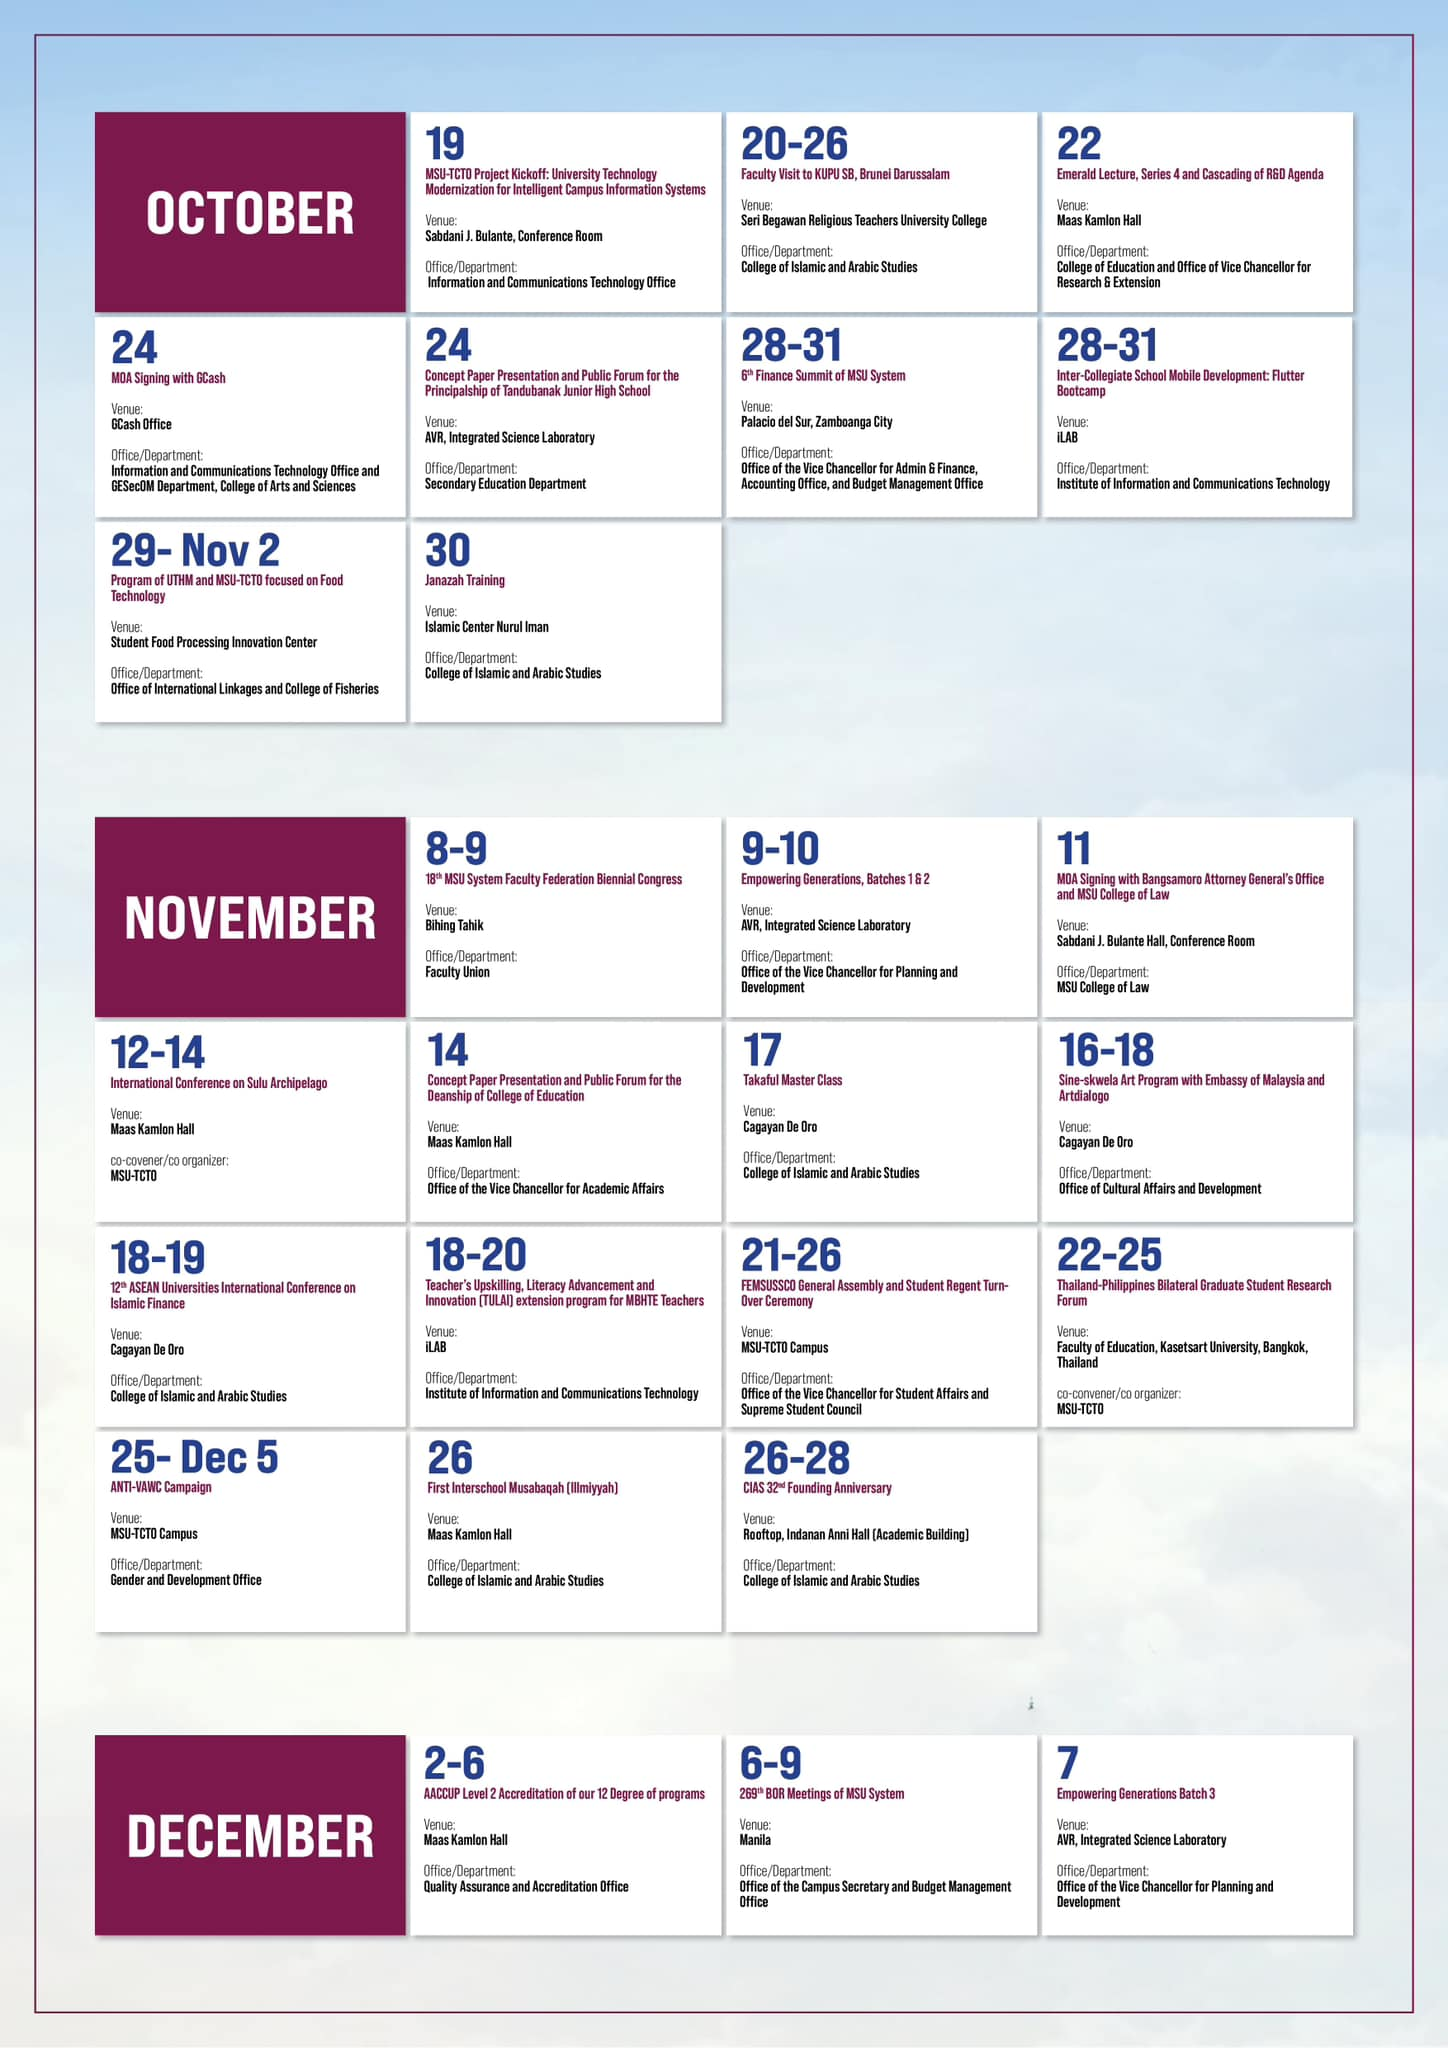 OCTOBER
19
MSU-TCTO Project Kickoff: University Technology
Modernization for Intelligent Campus Information Systems
Venue:
Sabdani J. Bulante, Conference Room
Office/Department:
Information and Communications Technology Office
20-26
Faculty Visit to KUPU SB, Brunei Darussalam
Venue:
Seri Begawan Religious Teachers University College
Office/Department:
College of Islamic and Arabic Studies
22
Emerald Lecture, Series 4 and Cascading of R&D Agenda
Venue:
Maas Kamlon Hall
Office/Department:
College of Education and Office of Vice Chancellor for
Research & Extension
24
MOA Signing with GCash
Venue:
GCash Office
Office/Department:
Information and Communications Technology Office and
GESecOM Department, College of Arts and Sciences
24
Concept Paper Presentation and Public Forum for the
Principalship of Tandubanak Junior High School
Venue:
AVR, Integrated Science Laboratory
Office/Department:
Secondary Education Department
28-31
6th Finance Summit of MSU System
Venue:
Palacio del Sur, Zamboanga City
Office/Department:
Office of the Vice Chancellor for Admin & Finance,
Accounting Office, and Budget Management Office
28-31
Inter-Collegiate School Mobile Development: Flutter
Bootcamp
Venue:
iLAB
Office/Department:
Institute of Information and Communications Technology
29- Nov 2
Program of UTHM and MSU-TCTO focused on Food
Technology
Venue:
Student Food Processing Innovation Center
Office/Department:
Office of International Linkages and College of Fisheries
30
Janazah Training
Venue:
Islamic Center Nurul Iman
Office/Department:
College of Islamic and Arabic Studies
NOVEMBER
8-9
18th MSU System Faculty Federation Biennial Congress
Venue:
Bihing Tahik
Office/Department:
Faculty Union
9-10
Empowering Generations, Batches 1 & 2
Venue:
AVR, Integrated Science Laboratory
Office/Department:
Office of the Vice Chancellor for Planning and
Development
11
MOA Signing with Bangsamoro Attorney General's Office
and MSU College of Law
Venue:
Sabdani J. Bulante Hall, Conference Room
Office/Department:
MSU College of Law
12-14
International Conference on Sulu Archipelago
Venue:
Maas Kamlon Hall
co-covener/co organizer:
MSU-TCTO
14
Concept Paper Presentation and Public Forum for the
Deanship of College of Education
Venue:
Maas Kamlon Hall
Office/Department:
Office of the Vice Chancellor for Academic Affairs
17
Takaful Master Class
Venue:
Cagayan De Oro
Office/Department:
College of Islamic and Arabic Studies
16-18
Sine-skwela Art Program with Embassy of Malaysia and
Artdialogo
Venue:
Cagayan De Oro
Office/Department:
Office of Cultural Affairs and Development
18-19
12th ASEAN Universities International Conference on
Islamic Finance
Venue:
Cagayan De Oro
Office/Department:
College of Islamic and Arabic Studies
18-20
Teacher's Upskilling, Literacy Advancement and
Innovation (TULAI) extension program for MBHTE Teachers
Venue:
iLAB
Office/Department:
Institute of Information and Communications Technology
21-26
FEMSUSSCO General Assembly and Student Regent Turn-
Over Ceremony
Venue:
MSU-TCTO Campus
Office/Department:
Office of the Vice Chancellor for Student Affairs and
Supreme Student Council
22-25
Thailand-Philippines Bilateral Graduate Student Research
Forum
Venue:
Faculty of Education, Kasetsart University, Bangkok,
Thailand
co-convener/co organizer:
MSU-TCTO
25- Dec 5
ANTI-VAWC Campaign
Venue:
MSU-TCTO Campus
Office/Department:
Gender and Development Office
26
First Interschool Musabaqah (Illmiyyah)
Venue:
Maas Kamlon Hall
Office/Department:
College of Islamic and Arabic Studies
26-28
CIAS 32nd Founding Anniversary
Venue:
Rooftop, Indanan Anni Hall (Academic Building)
Office/Department:
College of Islamic and Arabic Studies
DECEMBER
2-6
AACCUP Level 2 Accreditation of our 12 Degree of programs
Venue:
Maas Kamlon Hall
Office/Department:
Quality Assurance and Accreditation Office
6-9
269th BOR Meetings of MSU System
Venue:
Manila
Office/Department:
Office of the Campus Secretary and Budget Management
Office
7
Empowering Generations Batch 3
Venue:
AVR, Integrated Science Laboratory
Office/Department:
Office of the Vice Chancellor for Planning and
Development